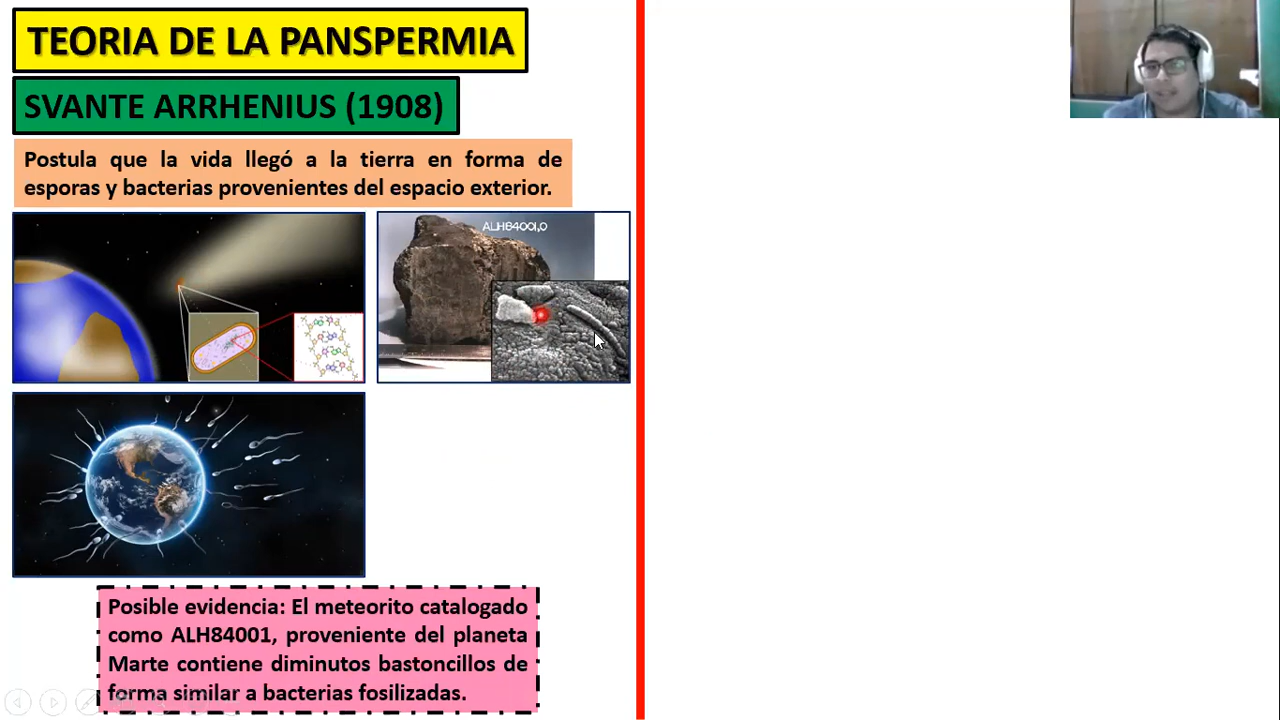 TEORIA DE LA PANSPERMIA
SVANTE ARRHENIUS (1908)
Postula que la vida llegó a la tierra en forma de
esporas y bacterias provenientes del espacio exterior.
ALH84001,0
Posible evidencia: El meteorito catalogado
como ALH84001, proveniente del planeta
Marte contiene diminutos bastoncillos de
forma similar a bacterias fosilizadas.